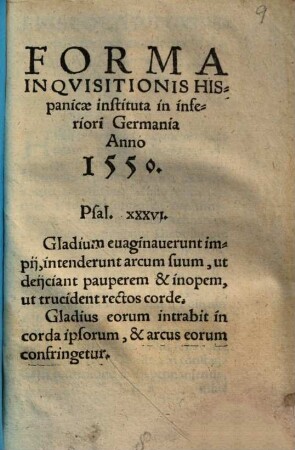 9
FORMA
INQVISITIONIS HIS-
panicæ instituta in infe-
riori Germania
Anno
1550.
Psal. xxxvi.
Gladium euaginauerunt im-
pij, intenderunt arcum suum, ut
deijciant pauperem & inopem,
ut trucident rectos corde.
Gladius eorum intrabit in
corda ipsorum, & arcus eorum
confringetur.